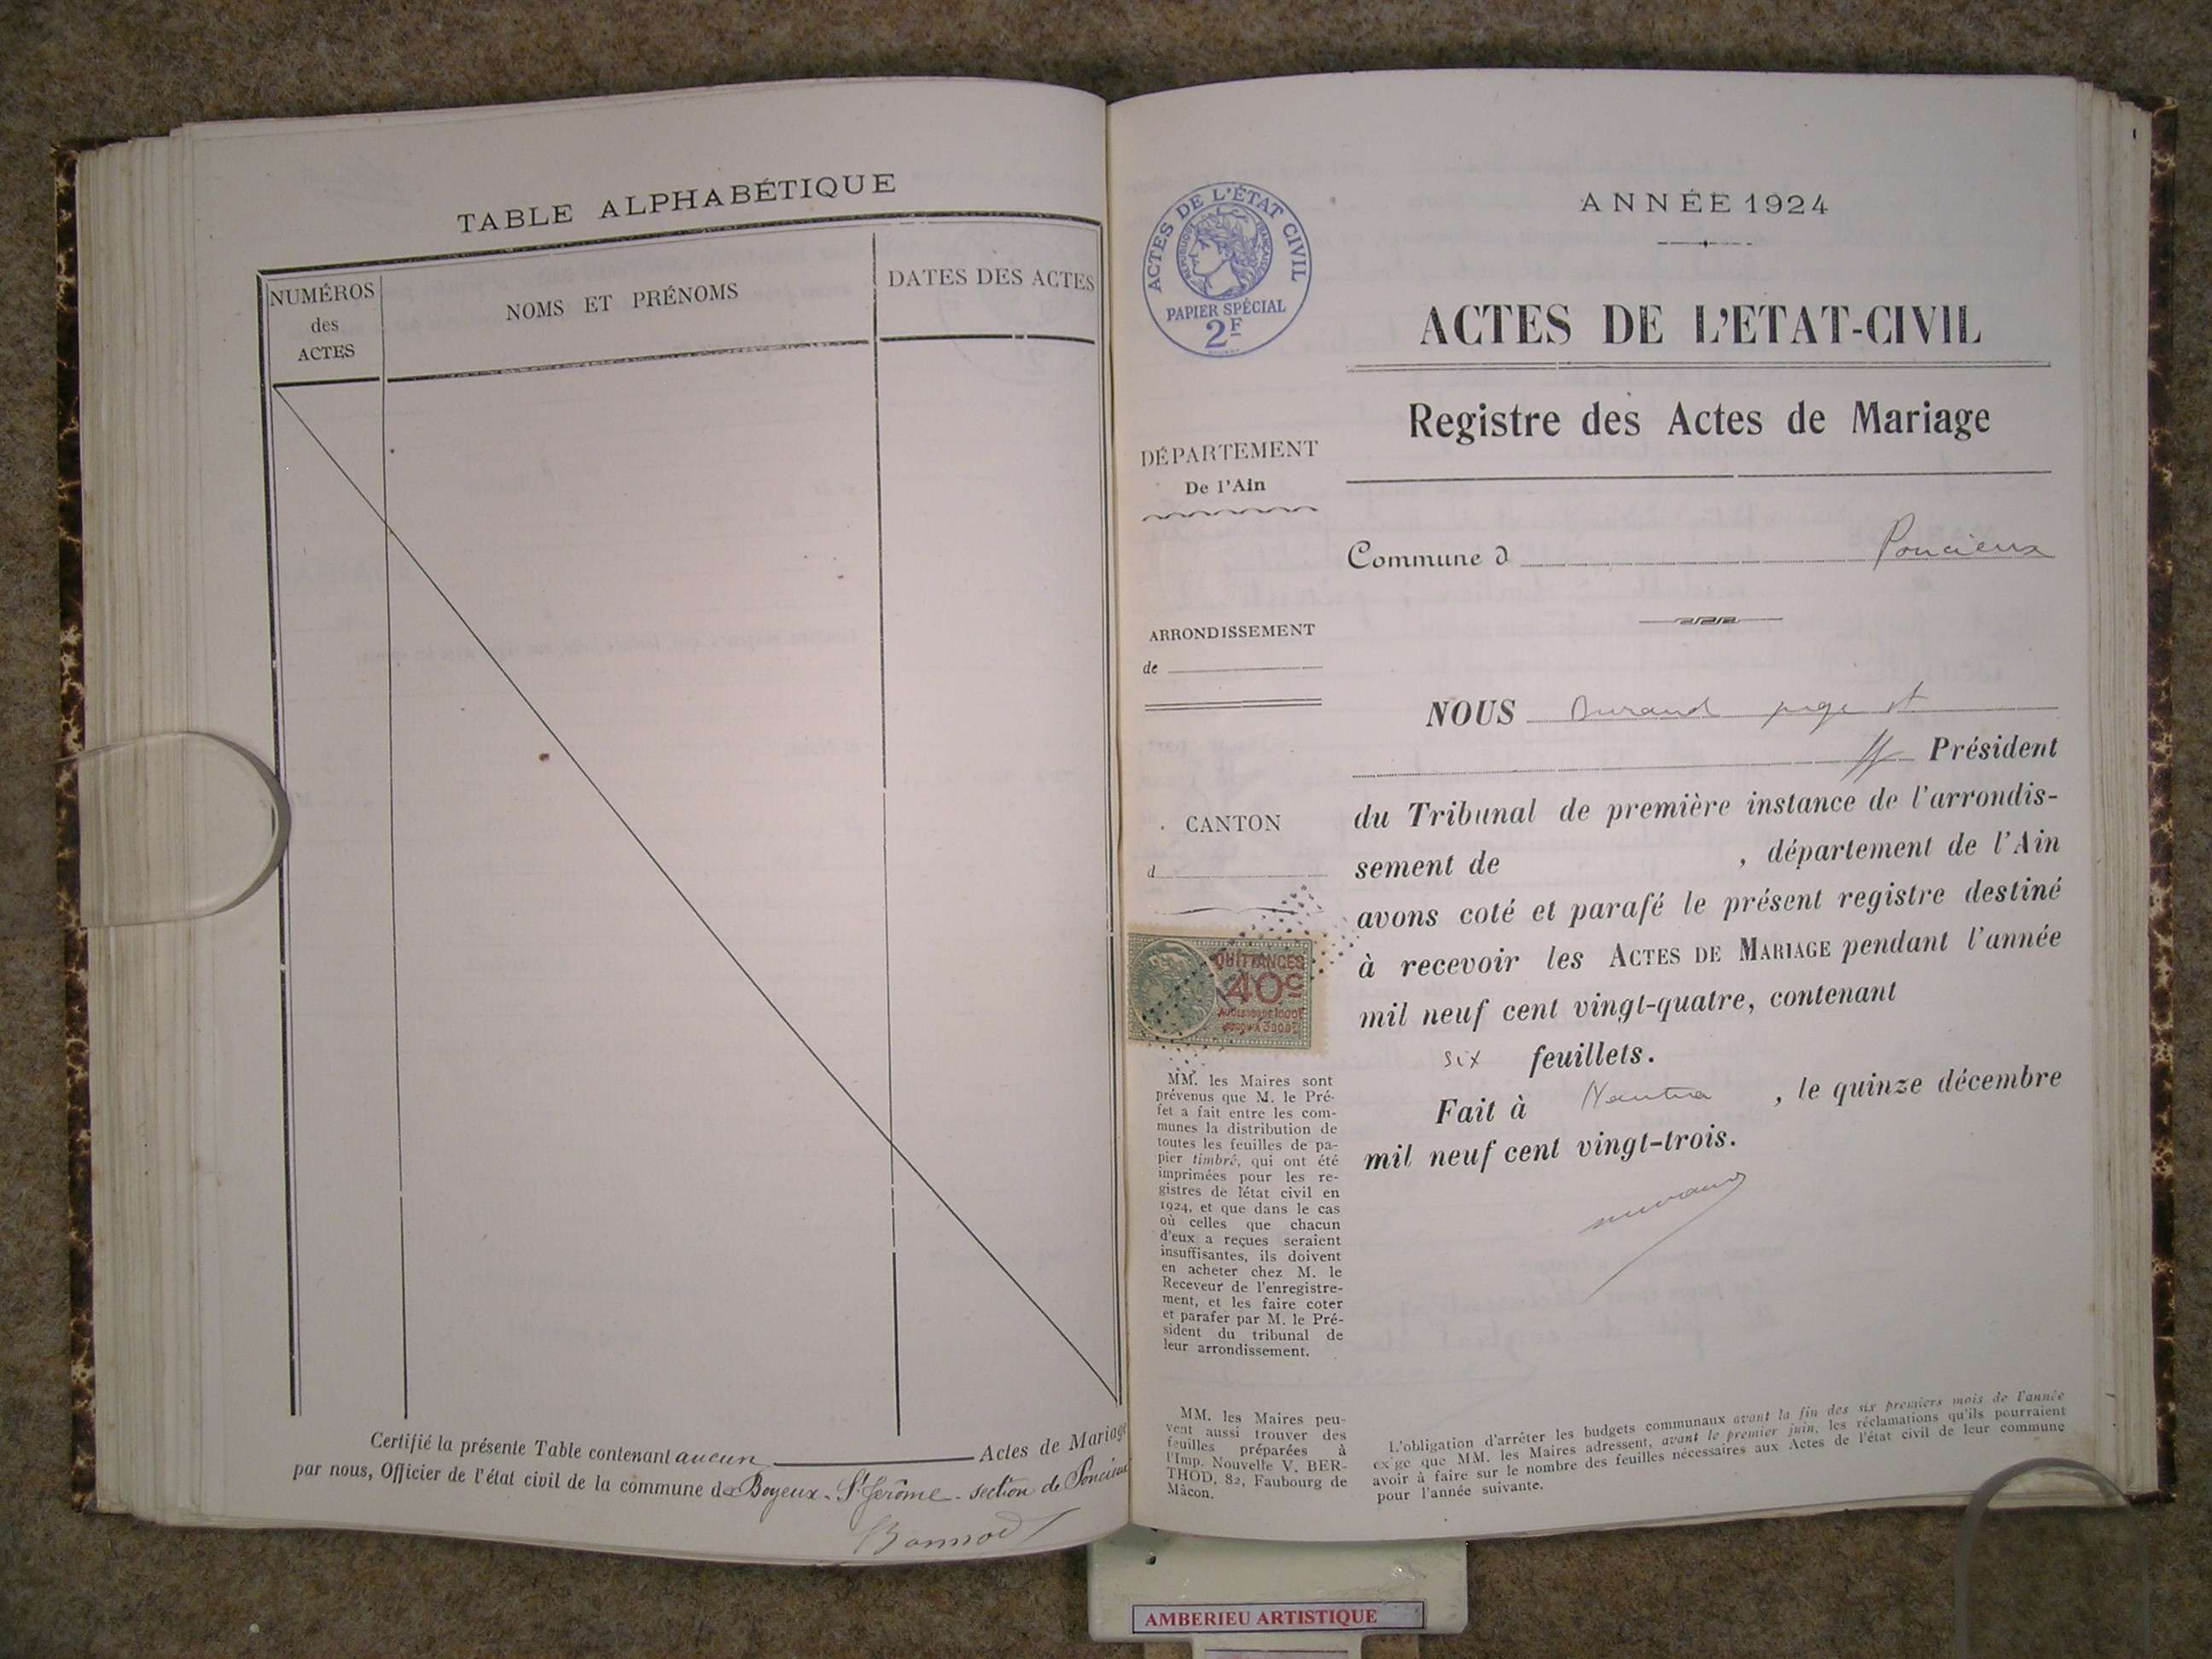 TABLE ALPHABÉTIQUE
NUMÉROS
des
ACTES
NOMS ET PRÉNOMS
DATES DES ACTES
Certifié la présente Table contenant aucun Actes de Mariage
par nous, Officier de l'état civil de la commune de Boyeux-St Jérôme - section de Poncieux
Bonnod
ACTES DE L'ÉTAT CIVIL
RÉPUBLIQUE FRANÇAISE
PAPIER SPÉCIAL
2F
ANNÉE 1924
ACTES DE L'ETAT-CIVIL
Registre des Actes de Mariage
DÉPARTEMENT
De l'Ain
Commune d Poncieux
ARRONDISSEMENT
de
NOUS Durand juge st
ff Président
du Tribunal de première instance de l'arrondis-
sement de , département de l'Ain
avons coté et parafé le présent registre destiné
à recevoir les ACTES DE MARIAGE pendant l'année
mil neuf cent vingt-quatre, contenant
six feuillets.
Fait à Nantua , le quinze décembre
mil neuf cent vingt-trois.
Durand
CANTON
d
QUITTANCES
40c
MM. les Maires sont
prévenus que M. le Pré-
fet a fait entre les com-
munes la distribution de
toutes les feuilles de pa-
pier timbré, qui ont été
imprimées pour les re-
gistres de létat civil en
1924, et que dans le cas
où celles que chacun
d'eux a reçues seraient
insuffisantes, ils doivent
en acheter chez M. le
Receveur de l'enregistre-
ment, et les faire coter
et parafer par M. le Pré-
sident du tribunal de
leur arrondissement.
MM. les Maires peu-
vent aussi trouver des
feuilles préparées à
l'Imp. Nouvelle V. BER-
THOD, 82, Faubourg de
Mâcon.
L'obligation d'arrêter les budgets communaux avant la fin des six premiers mois de l'année
exige que MM. les Maires adressent, avant le premier juin, les réclamations qu'ils pourraient
avoir à faire sur le nombre des feuilles nécessaires aux Actes de l'état civil de leur commune
pour l'année suivante.
AMBERIEU ARTISTIQUE